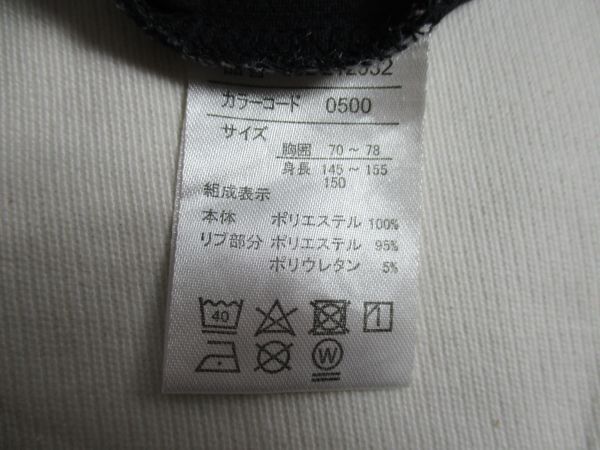 カラーコード 0500
サイズ
胸囲 70 ~ 78
身長 145 ~ 155
150
組成表示
本体 ポリエステル 100%
リブ部分 ポリエステル 95%
ポリウレタン 5%
40
W